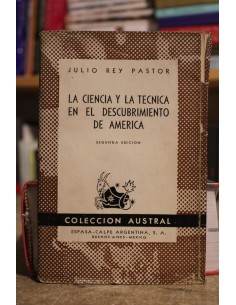 JULIO REY PASTOR
LA CIENCIA Y LA TECNICA
EN EL DESCUBRIMIENTO
DE AMERICA
SEGUNDA EDICIÓN
COLECCION AUSTRAL
ESPASA-CALPE ARGENTINA, S. A.
BUENOS AIRES-MEXICO